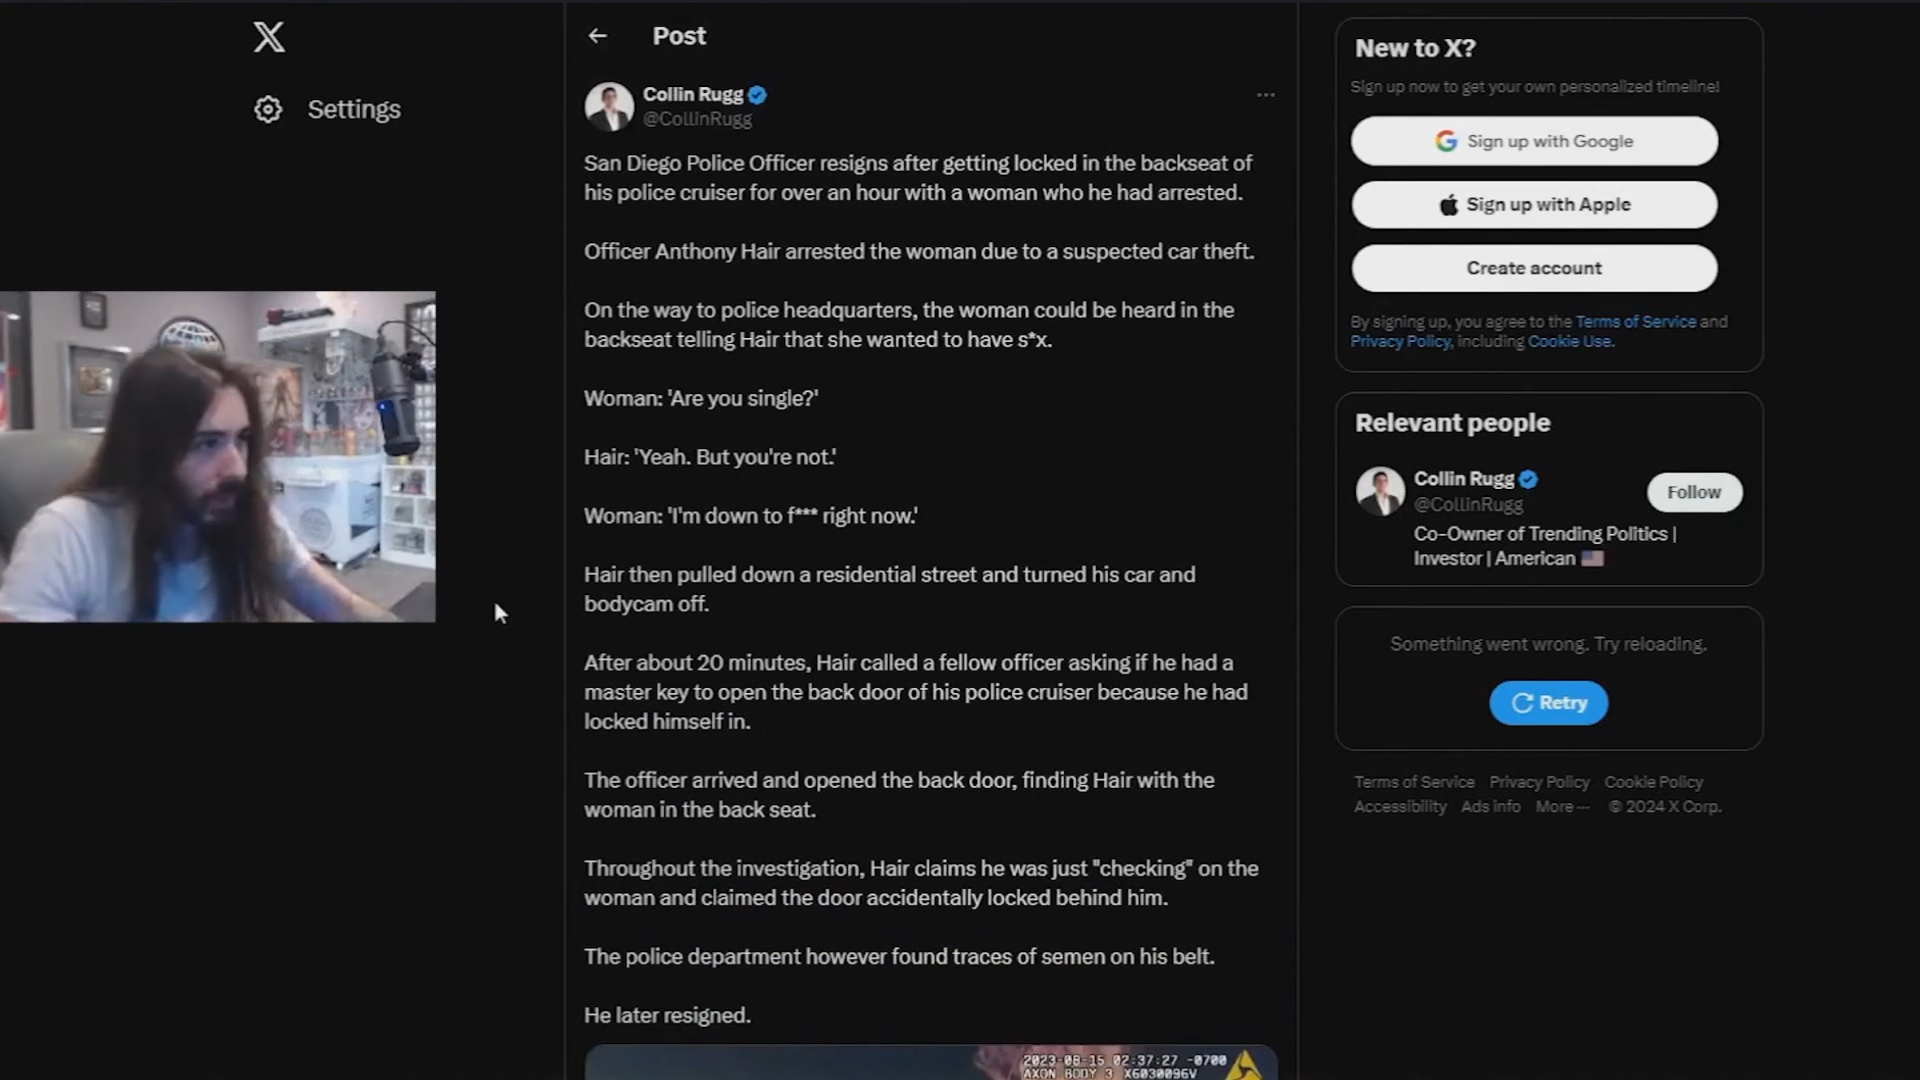 X
Settings
Post
Collin Rugg
@CollinRugg
San Diego Police Officer resigns after getting locked in the backseat of
his police cruiser for over an hour with a woman who he had arrested.
Officer Anthony Hair arrested the woman due to a suspected car theft.
On the way to police headquarters, the woman could be heard in the
backseat telling Hair that she wanted to have s*x.
Woman: 'Are you single?'
Hair: 'Yeah. But you're not.'
Woman: 'I'm down to f*** right now.'
Hair then pulled down a residential street and turned his car and
bodycam off.
After about 20 minutes, Hair called a fellow officer asking if he had a
master key to open the back door of his police cruiser because he had
locked himself in.
The officer arrived and opened the back door, finding Hair with the
woman in the back seat.
Throughout the investigation, Hair claims he was just "checking" on the
woman and claimed the door accidentally locked behind him.
The police department however found traces of semen on his belt.
He later resigned.
2023-08-15 02:37:27 -0700
AXON BODY 3 X6030096V
New to X?
Sign up now to get your own personalized timeline!
Sign up with Google
Sign up with Apple
Create account
By signing up, you agree to the Terms of Service and
Privacy Policy, including Cookie Use.
Relevant people
Collin Rugg
@CollinRugg
Follow
Co-Owner of Trending Politics |
Investor | American
Something went wrong. Try reloading.
Retry
Terms of Service Privacy Policy Cookie Policy
Accessibility Ads info More ... © 2024 X Corp.